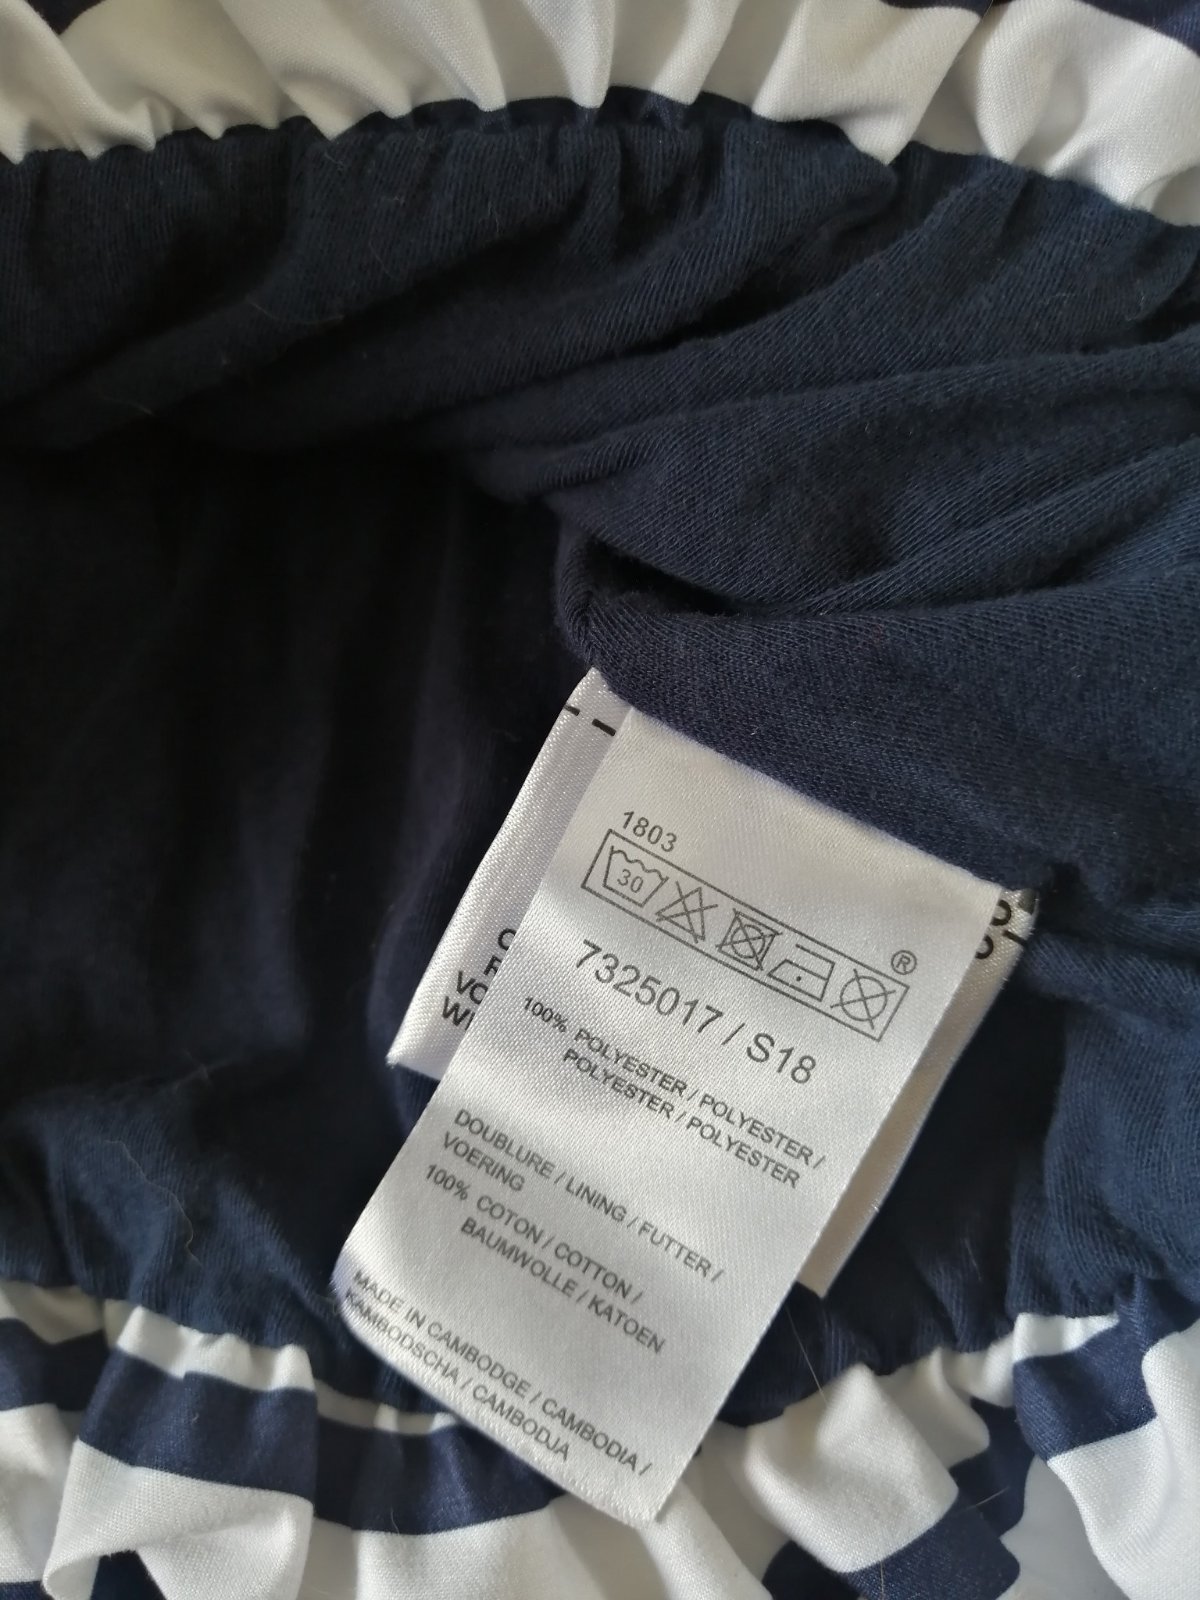 1803
30
®
7325017 / S18
100% POLYESTER / POLYESTER /
POLYESTER / POLYESTER
DOUBLURE / LINING / FUTTER /
VOERING
100% COTON / COTTON /
BAUMWOLLE / KATOEN
MADE IN CAMBODGE / CAMBODIA /
KAMBODSCHA / CAMBODJA